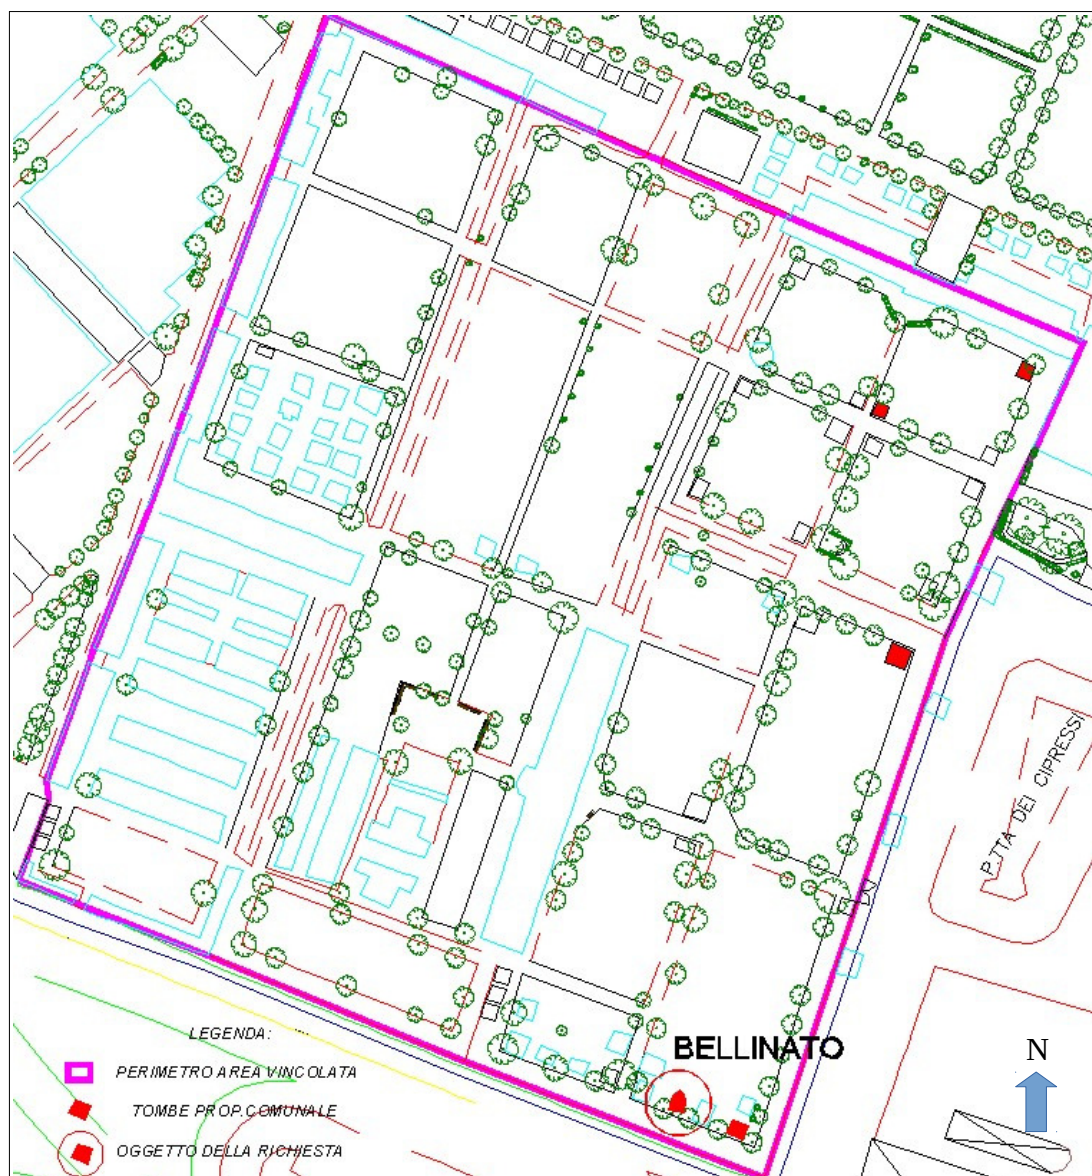 P.TTA DEI CIPRESSI
BELLINATO
N
LEGENDA:
PERIMETRO AREA VINCOLATA
TOMBE PROP.COMUNALE
OGGETTO DELLA RICHIESTA